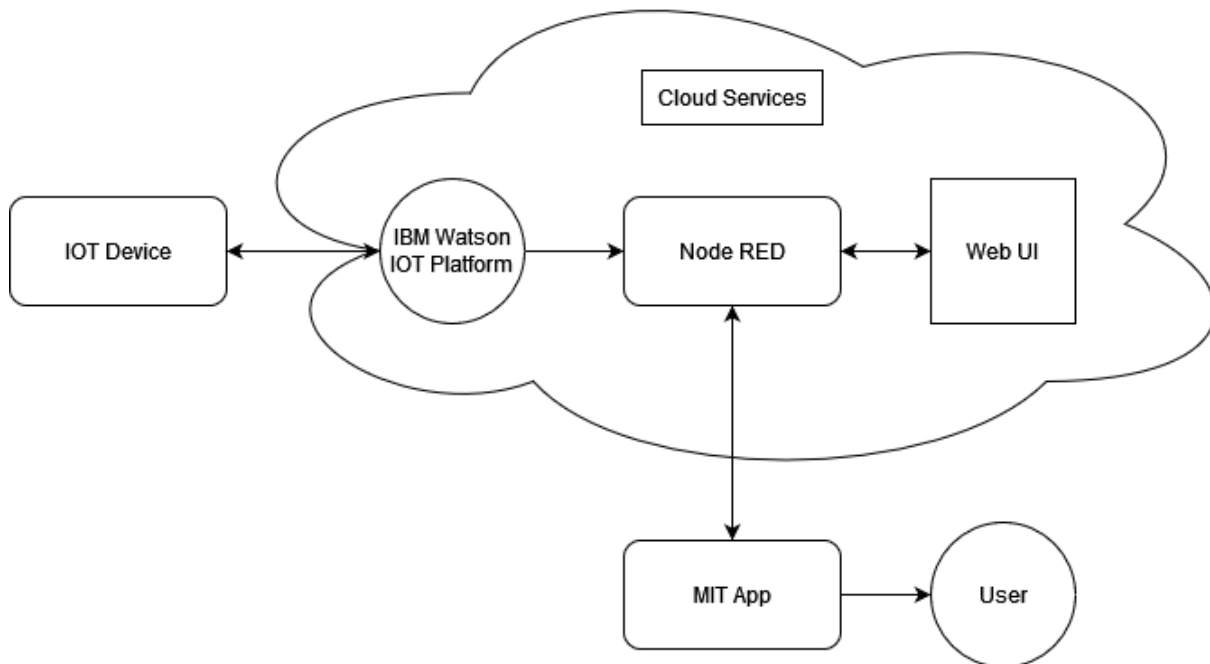 Cloud Services
IOT Device
IBM Watson
IOT Platform
Node RED
Web UI
MIT App
User